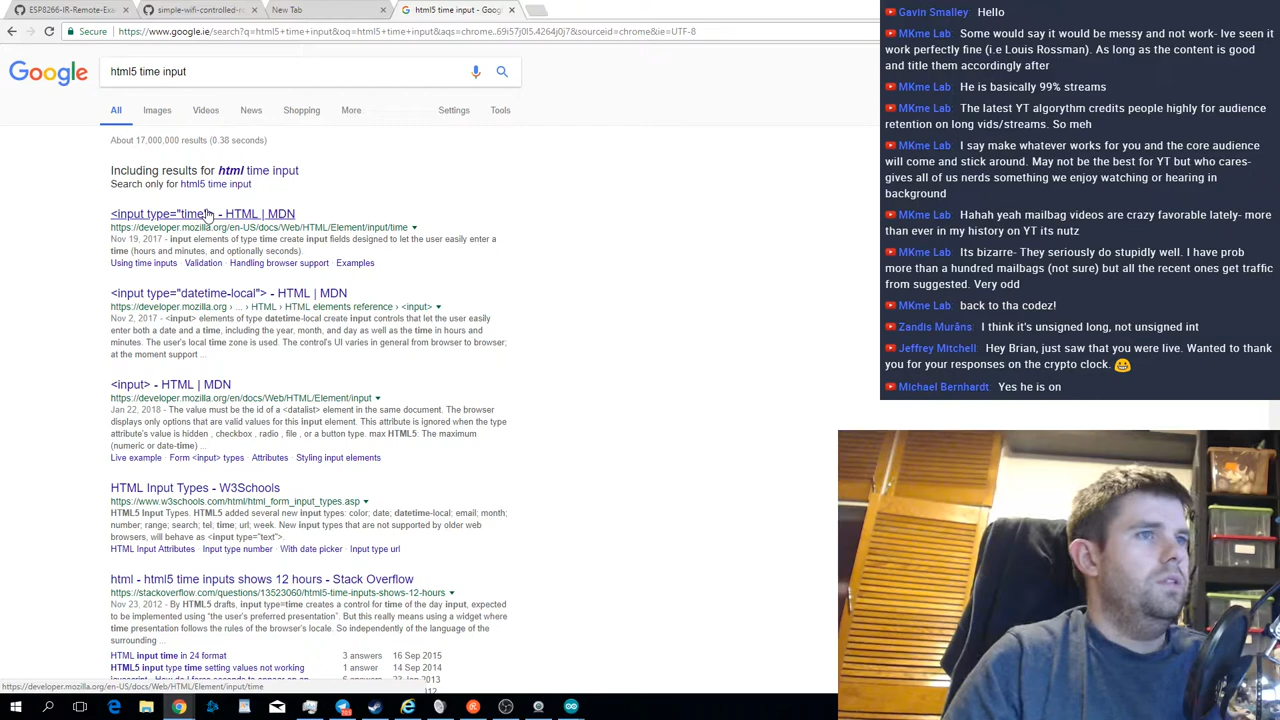 ESP8266-IR-Remote-Exa
simple-wifi-controlled-r
New Tab
html5 time input - Goo
Secure
https://www.google.ie/search?q=html5+time+input&oq=html5+time+input&aqs=chrome..69i57j0l5.4264j0j7&sourceid=chrome&ie=UTF-8
Google
html5 time input
All
Images
Videos
News
Shopping
More
Settings
Tools
About 17,000,000 results (0.38 seconds)
Including results for html time input
Search only for html5 time input
<input type="time"> - HTML | MDN
https://developer.mozilla.org/en-US/docs/Web/HTML/Element/input/time
Nov 19, 2017 - input elements of type time create input fields designed to let the user easily enter a
time (hours and minutes, and optionally seconds).
Using time inputs · Validation · Handling browser support · Examples
<input type="datetime-local"> - HTML | MDN
https://developer.mozilla.org › ... › HTML › HTML elements reference › <input>
Nov 2, 2017 - <input> elements of type datetime-local create input controls that let the user easily
enter both a date and a time, including the year, month, and day as well as the time in hours and
minutes. The user's local time zone is used. The control's UI varies in general from browser to browser;
at the moment support ...
<input> - HTML | MDN
https://developer.mozilla.org/en/docs/Web/HTML/Element/input
Jan 22, 2018 - The value must be the id of a <datalist> element in the same document. The browser
displays only options that are valid values for this input element. This attribute is ignored when the type
attribute's value is hidden , checkbox , radio , file , or a button type. max HTML5: The maximum
(numeric or date-time) ...
Live example · Form <input> types · Attributes · Styling input elements
HTML Input Types - W3Schools
https://www.w3schools.com/html/html_form_input_types.asp
HTML5 Input Types. HTML5 added several new input types: color; date; datetime-local; email; month;
number; range; search; tel; time; url; week. New input types that are not supported by older web
browsers, will behave as <input type="text">.
HTML Input Attributes · Input type number · With date picker · Input type url
html - html5 time inputs shows 12 hours - Stack Overflow
https://stackoverflow.com/questions/13523060/html5-time-inputs-shows-12-hours
Nov 23, 2012 - By HTML5 drafts, input type=time creates a control for time of the day input, expected
to be implemented using "the user's preferred presentation". But this really means using a widget where
time presentation follows the rules of the browser's locale. So independently of the language of the
surrounding ...
HTML input time in 24 format 3 answers 16 Sep 2015
HTML5 input type time setting values not working 1 answer 14 Sep 2014
https://developer.mozilla.org/en-US/docs/Web/HTML/Element/input/time
Gavin Smalley Hello
MKme Lab Some would say it would be messy and not work- Ive seen it
work perfectly fine (i.e Louis Rossman). As long as the content is good
and title them accordingly after
MKme Lab He is basically 99% streams
MKme Lab The latest YT algorythm credits people highly for audience
retention on long vids/streams. So meh
MKme Lab I say make whatever works for you and the core audience
will come and stick around. May not be the best for YT but who cares-
gives all of us nerds something we enjoy watching or hearing in
background
MKme Lab Hahah yeah mailbag videos are crazy favorable lately- more
than ever in my history on YT its nutz
MKme Lab Its bizarre- They seriously do stupidly well. I have prob
more than a hundred mailbags (not sure) but all the recent ones get traffic
from suggested. Very odd
MKme Lab back to tha codez!
Zandis Murāns I think it's unsigned long, not unsigned int
Jeffrey Mitchell Hey Brian, just saw that you were live. Wanted to thank
you for your responses on the crypto clock.
Michael Bernhardt Yes he is on